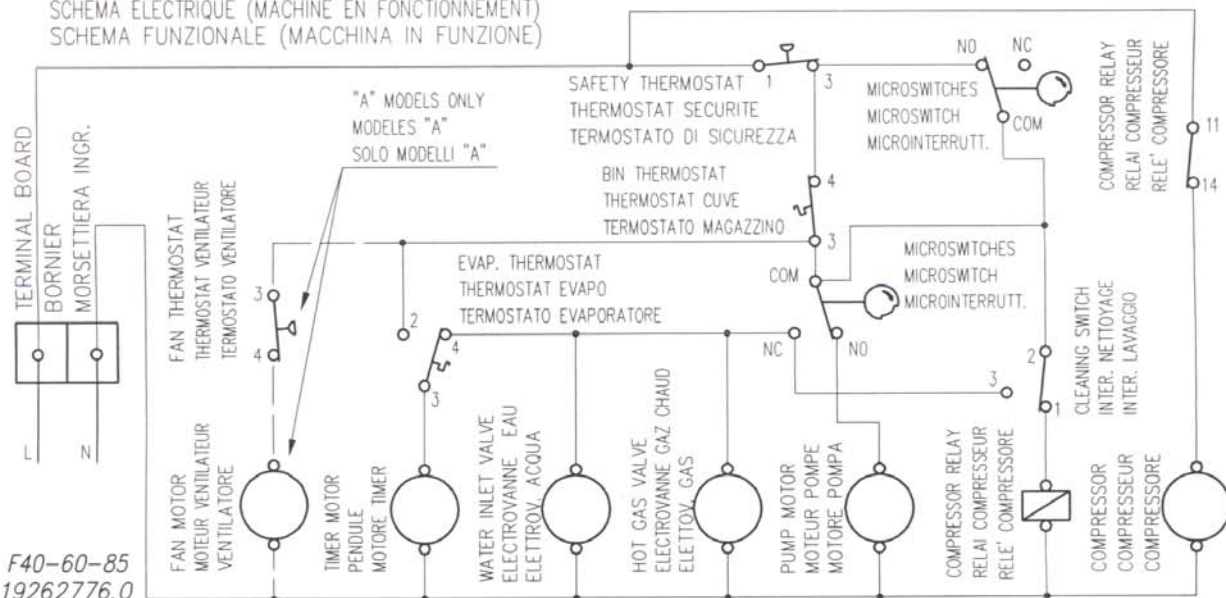 SCHEMA ELECTRIQUE (MACHINE EN FONCTIONNEMENT)
SCHEMA FUNZIONALE (MACCHINA IN FUNZIONE)
"A" MODELS ONLY
MODELES "A"
SOLO MODELLI "A"
SAFETY THERMOSTAT
THERMOSTAT SECURITE
TERMOSTATO DI SICUREZZA
1
3
NO
NC
COM
MICROSWITCHES
MICROSWITCH
MICROINTERRUTT.
COMPRESSOR RELAY
RELAI COMPRESSEUR
RELE' COMPRESSORE
11
14
TERMINAL BOARD
BORNIER
MORSETTIERA INGR.
L
N
FAN THERMOSTAT
THERMOSTAT VENTILATEUR
TERMOSTATO VENTILATORE
3
4
BIN THERMOSTAT
THERMOSTAT CUVE
TERMOSTATO MAGAZZINO
4
3
EVAP. THERMOSTAT
THERMOSTAT EVAPO
TERMOSTATO EVAPORATORE
2
4
3
COM
NC
NO
MICROSWITCHES
MICROSWITCH
MICROINTERRUTT.
3
2
1
CLEANING SWITCH
INTER. NETTOYAGE
INTER. LAVAGGIO
FAN MOTOR
MOTEUR VENTILATEUR
VENTILATORE
TIMER MOTOR
PENDULE
MOTORE TIMER
WATER INLET VALVE
ELECTROVANNE EAU
ELETTROV. ACQUA
HOT GAS VALVE
ELECTROVANNE GAZ CHAUD
ELETTOV. GAS
PUMP MOTOR
MOTEUR POMPE
MOTORE POMPA
COMPRESSOR RELAY
RELAI COMPRESSEUR
RELE' COMPRESSORE
COMPRESSOR
COMPRESSEUR
COMPRESSORE
F40-60-85
19262776.0